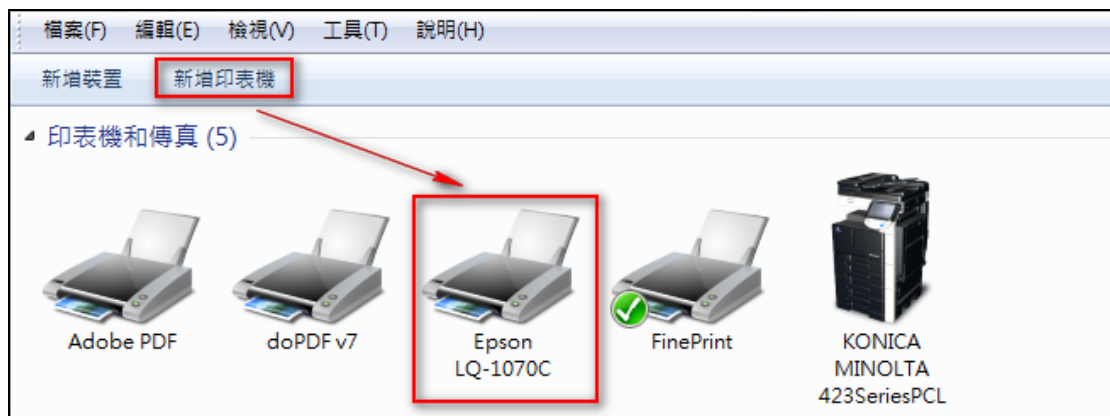 檔案(F) 編輯(E) 檢視(V) 工具(T) 說明(H)
新增裝置 新增印表機
印表機和傳真 (5)
Adobe PDF
doPDF v7
Epson
LQ-1070C
FinePrint
KONICA
MINOLTA
423SeriesPCL